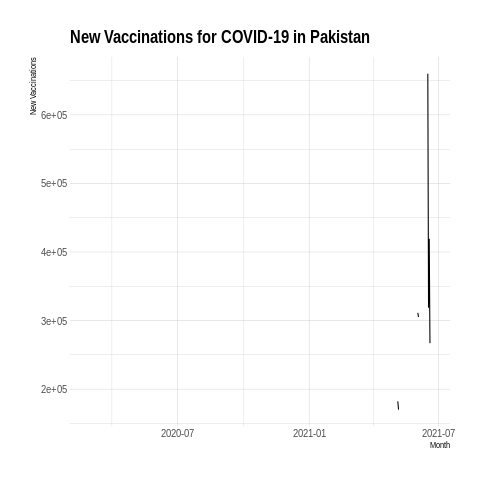 New Vaccinations for COVID-19 in Pakistan
New Vaccinations
6e+05
5e+05
4e+05
3e+05
2e+05
2020-07
2021-01
2021-07
Month